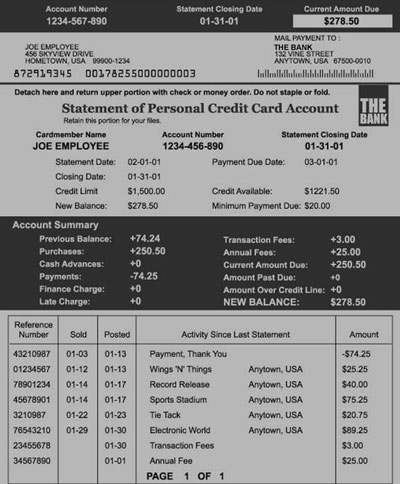 Account Number Statement Closing Date Current Amount Due
1234-567-890 01-31-01 $278.50
MAIL PAYMENT TO :
JOE EMPLOYEE THE BANK
456 SKYVIEW DRIVE 132 VINE STREET
HOMETOWN, USA 99900-1234 ANYTOWN, USA 67500-0010
872919345 00178255000000003
Detach here and return upper portion with check or money order. Do not staple or fold.
Statement of Personal Credit Card Account
Retain this portion for your files.
THE
BANK
Cardmember Name Account Number Statement Closing Date
JOE EMPLOYEE 1234-456-890 01-31-01
Statement Date: 02-01-01 Payment Due Date: 03-01-01
Closing Date: 01-31-01
Credit Limit $1,500.00 Credit Available: $1221.50
New Balance: $278.50 Minimum Payment Due: $20.00
Account Summary
Previous Balance: +74.24 Transaction Fees: +3.00
Purchases: +250.50 Annual Fees: +25.00
Cash Advances: +0 Current Amount Due: +250.50
Payments: -74.25 Amount Past Due: +0
Finance Charge: +0 Amount Over Credit Line: +0
Late Charge: +0 NEW BALANCE: $278.50
Reference
Number Sold Posted Activity Since Last Statement Amount
43210987 01-03 01-13 Payment, Thank You -$74.25
01234567 01-12 01-13 Wings 'N' Things Anytown, USA $25.25
78901234 01-14 01-17 Record Release Anytown, USA $40.00
45678901 01-14 01-17 Sports Stadium Anytown, USA $75.25
3210987 01-22 01-23 Tie Tack Anytown, USA $20.75
76543210 01-29 01-30 Electronic World Anytown, USA $89.25
23455678 01-30 Transaction Fees $3.00
34567890 01-01 Annual Fee $25.00
PAGE 1 OF 1